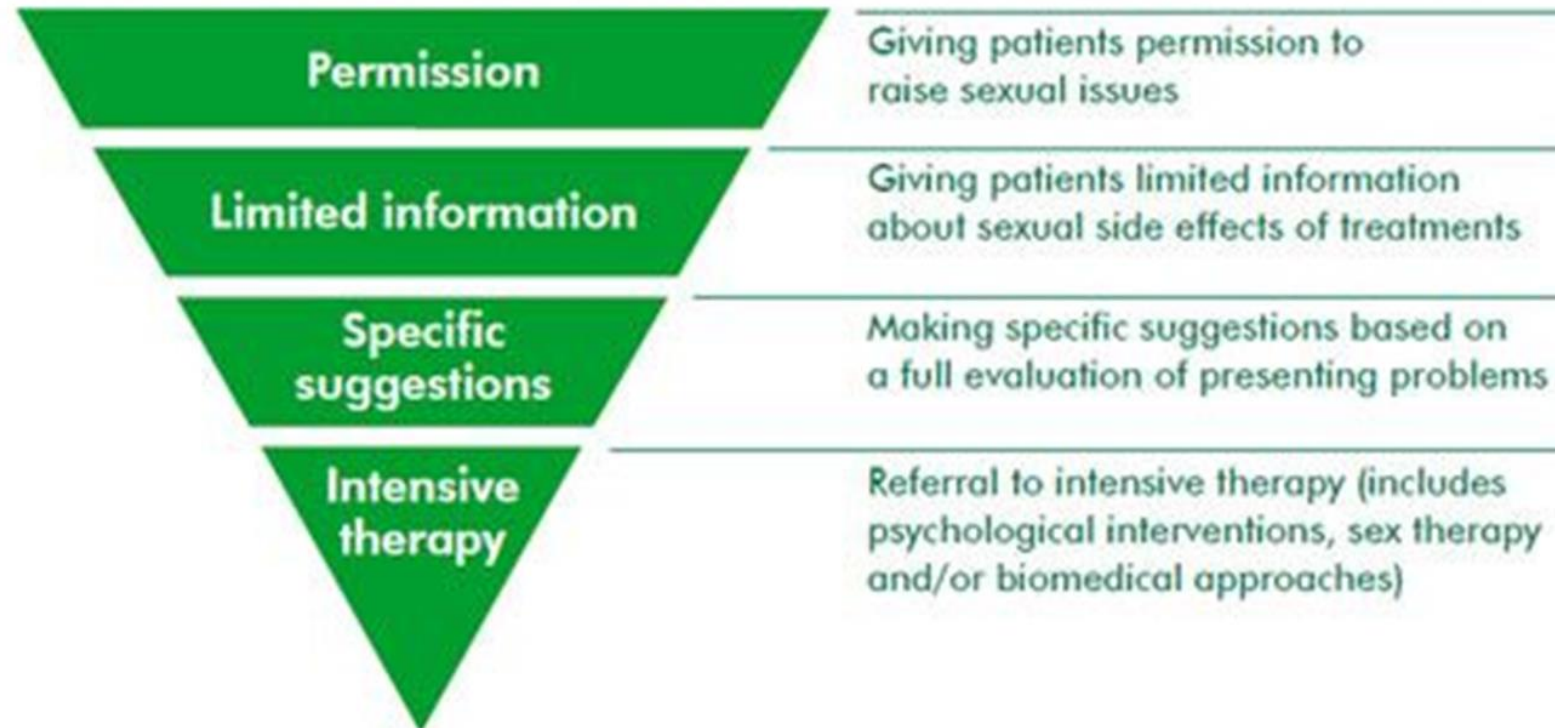 Permission
Giving patients permission to
raise sexual issues
Limited information
Giving patients limited information
about sexual side effects of treatments
Specific
suggestions
Making specific suggestions based on
a full evaluation of presenting problems
Intensive
therapy
Referral to intensive therapy (includes
psychological interventions, sex therapy
and/or biomedical approaches)